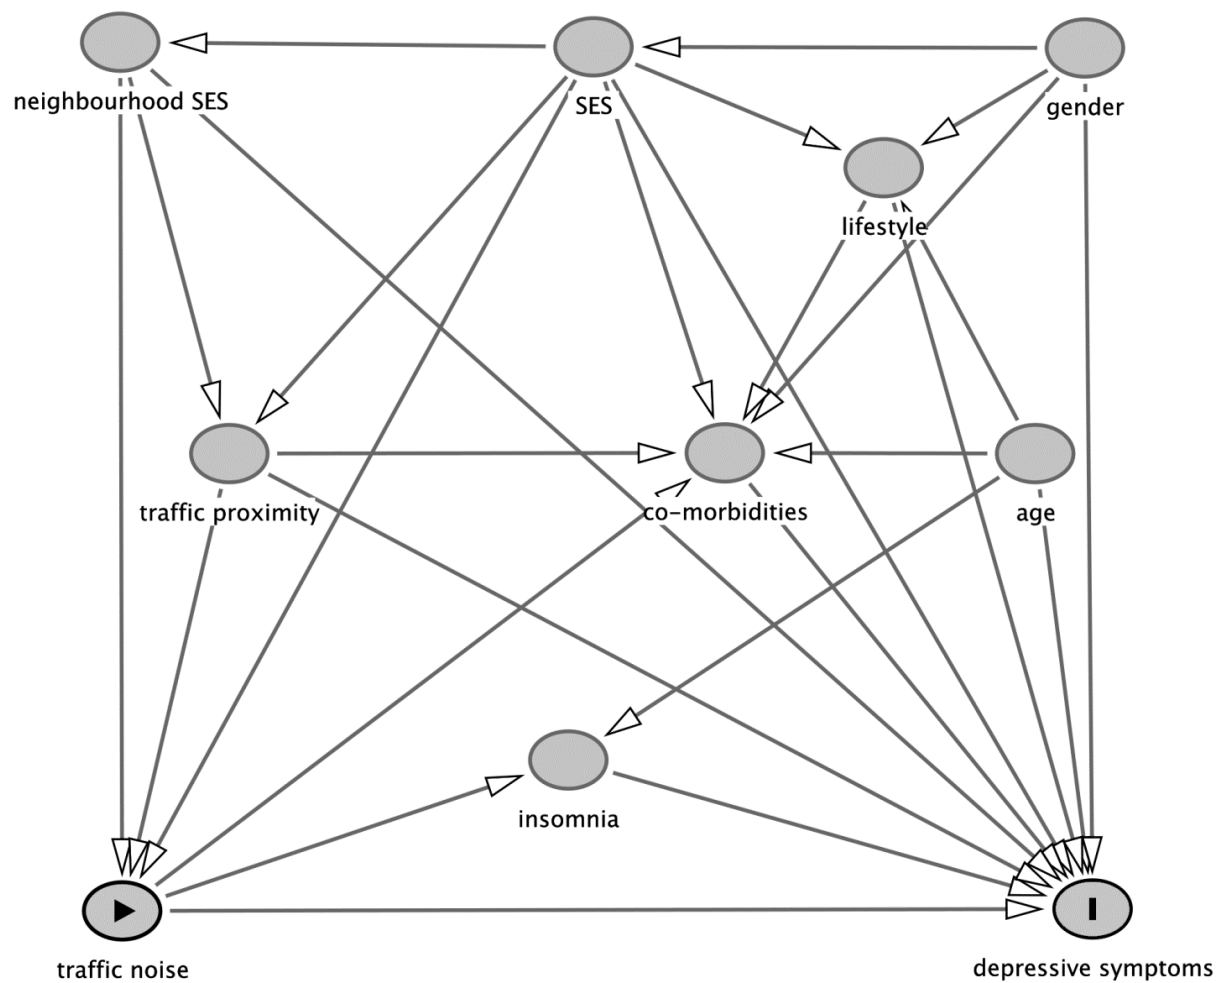 neighbourhood SES
SES
gender
lifestyle
traffic proximity
co-morbidities
age
insomnia
traffic noise
depressive symptoms